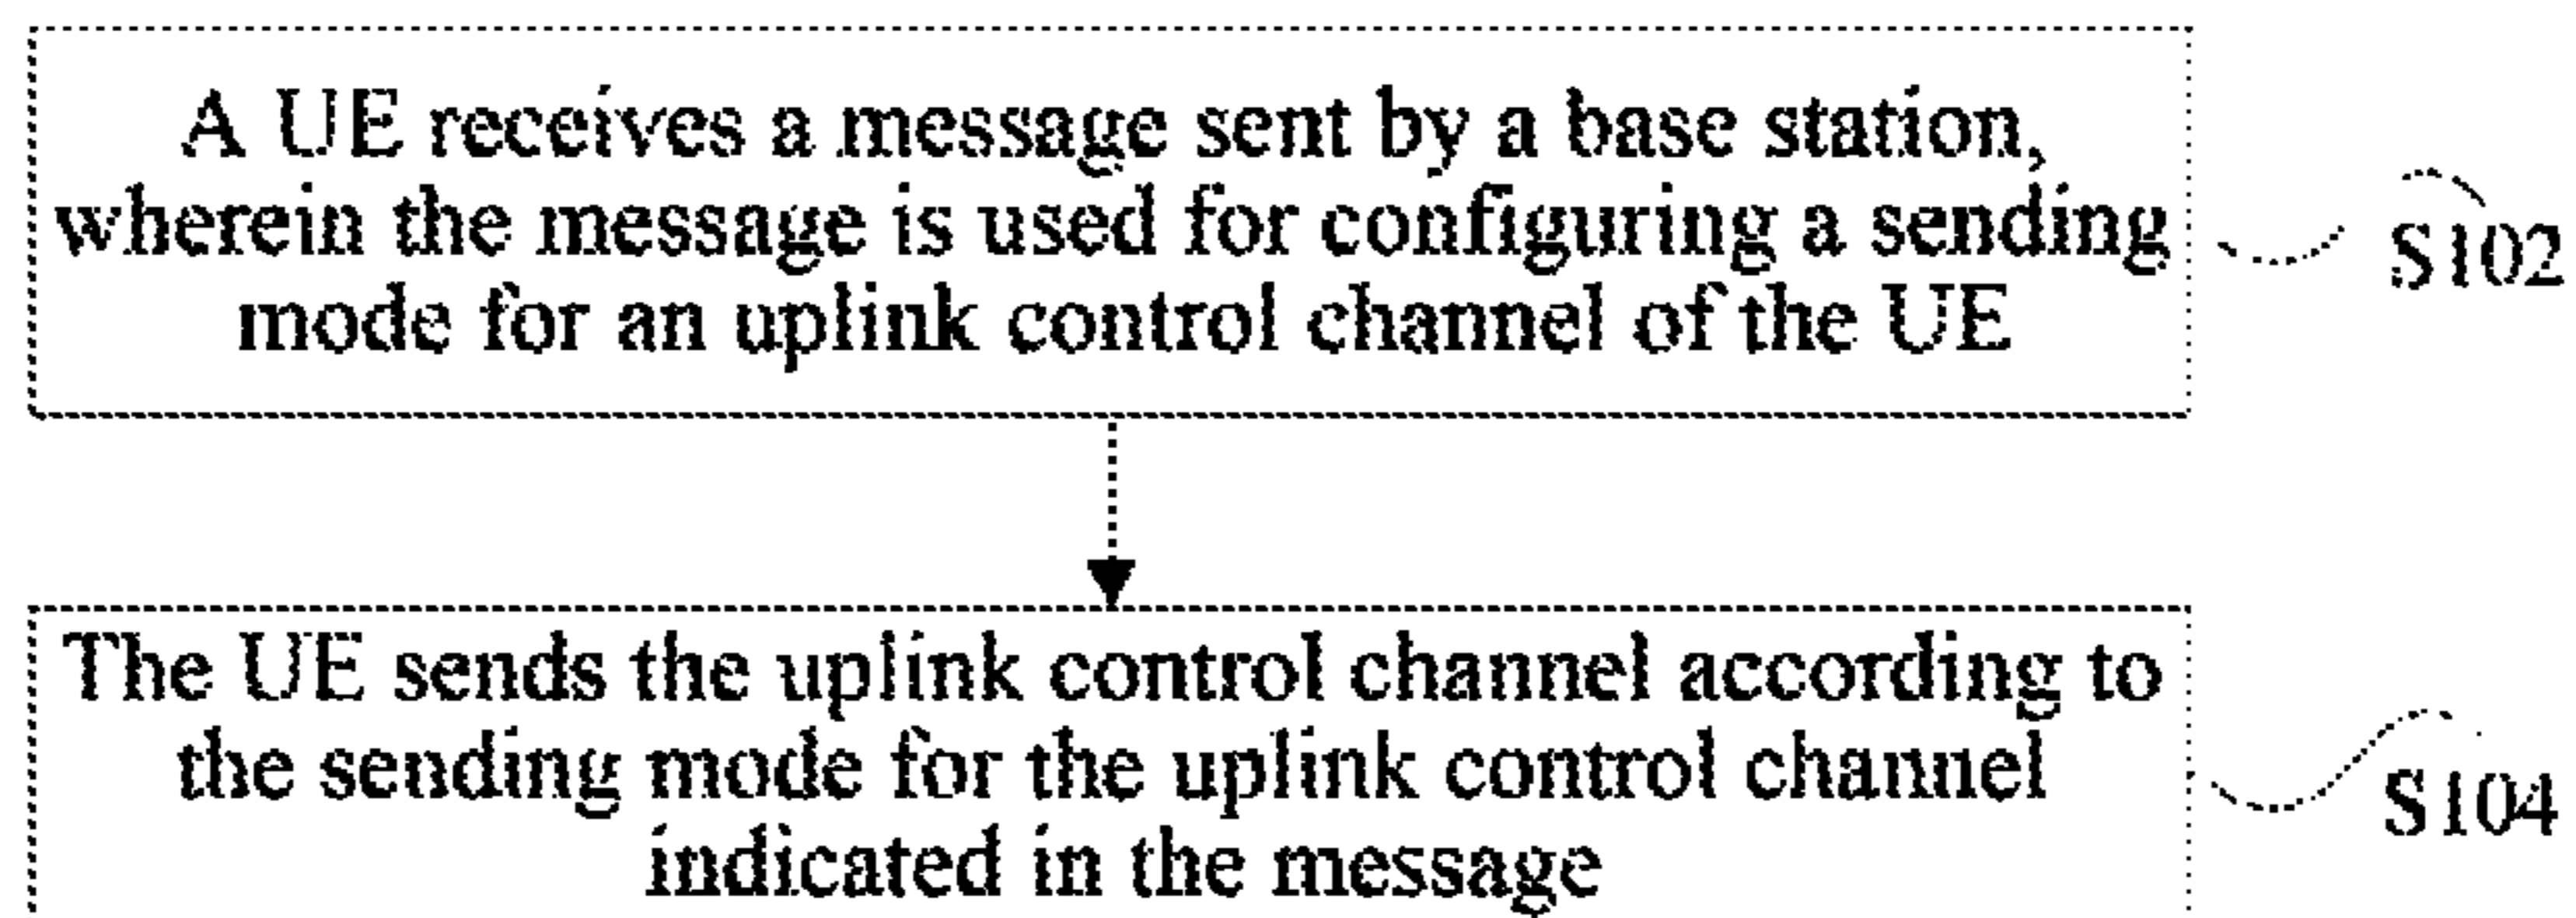 A UE receives a message sent by a base station,
wherein the message is used for configuring a sending
mode for an uplink control channel of the UE
S102
The UE sends the uplink control channel according to
the sending mode for the uplink control channel
indicated in the message
S104